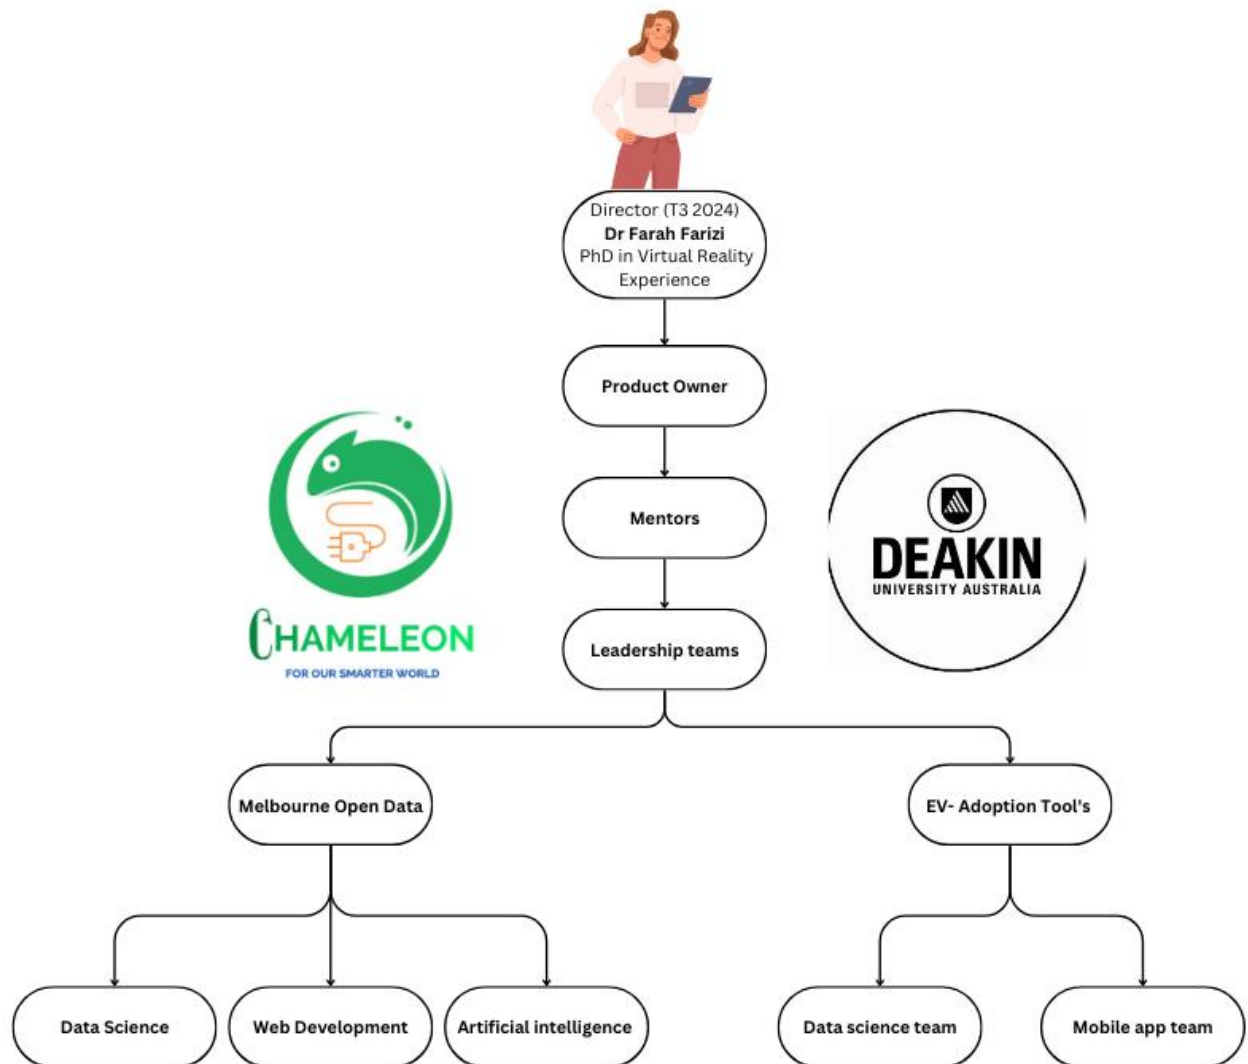 Director (T3 2024)
Dr Farah Farizi
PhD in Virtual Reality
Experience
Product Owner
Mentors
Leadership teams
CHAMELEON
FOR OUR SMARTER WORLD
DEAKIN
UNIVERSITY AUSTRALIA
Melbourne Open Data
EV- Adoption Tool's
Data Science
Web Development
Artificial intelligence
Data science team
Mobile app team